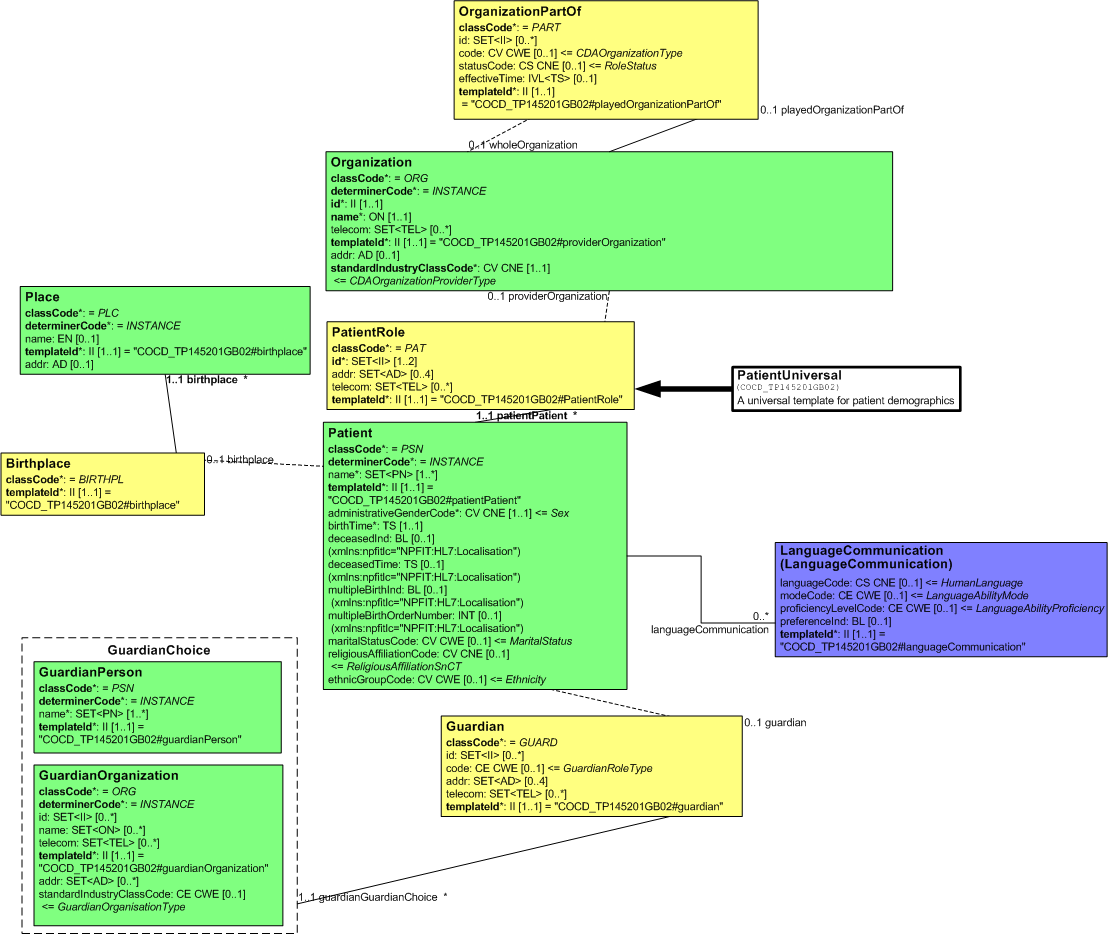 OrganizationPartOf
classCode*: = PART
id: SET<II> [0..*]
code: CV CWE [0..1] <= CDAOrganizationType
statusCode: CS CNE [0..1] <= RoleStatus
effectiveTime: IVL<TS> [0..1]
templateId*: II [1..1]
= "COCD_TP145201GB02#playedOrganizationPartOf"
0..1 playedOrganizationPartOf
0..1 wholeOrganization
Organization
classCode*: = ORG
determinerCode*: = INSTANCE
id*: II [1..1]
name*: ON [1..1]
telecom: SET<TEL> [0..*]
templateId*: II [1..1] = "COCD_TP145201GB02#providerOrganization"
addr: AD [0..1]
standardIndustryClassCode*: CV CNE [1..1]
<= CDAOrganizationProviderType
0..1 providerOrganization
Place
classCode*: = PLC
determinerCode*: = INSTANCE
name: EN [0..1]
templateId*: II [1..1] = "COCD_TP145201GB02#birthplace"
addr: AD [0..1]
1..1 birthplace *
PatientRole
classCode*: = PAT
id*: SET<II> [1..2]
addr: SET<AD> [0..4]
telecom: SET<TEL> [0..*]
templateId*: II [1..1] = "COCD_TP145201GB02#PatientRole"
PatientUniversal
(COCD_TP145201GB02)
A universal template for patient demographics
1..1 patientPatient *
Birthplace
classCode*: = BIRTHPL
templateId*: II [1..1] =
"COCD_TP145201GB02#birthplace"
0..1 birthplace
Patient
classCode*: = PSN
determinerCode*: = INSTANCE
name*: SET<PN> [1..*]
templateId*: II [1..1] =
"COCD_TP145201GB02#patientPatient"
administrativeGenderCode*: CV CNE [1..1] <= Sex
birthTime*: TS [1..1]
deceasedInd: BL [0..1]
(xmlns:npfitlc="NPFIT:HL7:Localisation")
deceasedTime: TS [0..1]
(xmlns:npfitlc="NPFIT:HL7:Localisation")
multipleBirthInd: BL [0..1]
(xmlns:npfitlc="NPFIT:HL7:Localisation")
multipleBirthOrderNumber: INT [0..1]
(xmlns:npfitlc="NPFIT:HL7:Localisation")
maritalStatusCode: CV CWE [0..1] <= MaritalStatus
religiousAffiliationCode: CV CNE [0..1]
<= ReligiousAffiliationSnCT
ethnicGroupCode: CV CWE [0..1] <= Ethnicity
LanguageCommunication
(LanguageCommunication)
languageCode: CS CNE [0..1] <= HumanLanguage
modeCode: CE CWE [0..1] <= LanguageAbilityMode
proficiencyLevelCode: CE CWE [0..1] <= LanguageAbilityProficiency
preferenceInd: BL [0..1]
templateId*: II [1..1] =
"COCD_TP145201GB02#languageCommunication"
0..*
languageCommunication
GuardianChoice
GuardianPerson
classCode*: = PSN
determinerCode*: = INSTANCE
name*: SET<PN> [1..*]
templateId*: II [1..1] =
"COCD_TP145201GB02#guardianPerson"
GuardianOrganization
classCode*: = ORG
determinerCode*: = INSTANCE
id: SET<II> [0..*]
name: SET<ON> [0..*]
telecom: SET<TEL> [0..*]
templateId*: II [1..1] =
"COCD_TP145201GB02#guardianOrganization"
addr: SET<AD> [0..*]
standardIndustryClassCode: CE CWE [0..1]
<= GuardianOrganisationType
Guardian
classCode*: = GUARD
id: SET<II> [0..*]
code: CE CWE [0..1] <= GuardianRoleType
addr: SET<AD> [0..4]
telecom: SET<TEL> [0..*]
templateId*: II [1..1] = "COCD_TP145201GB02#guardian"
0..1 guardian
1..1 guardianGuardianChoice *